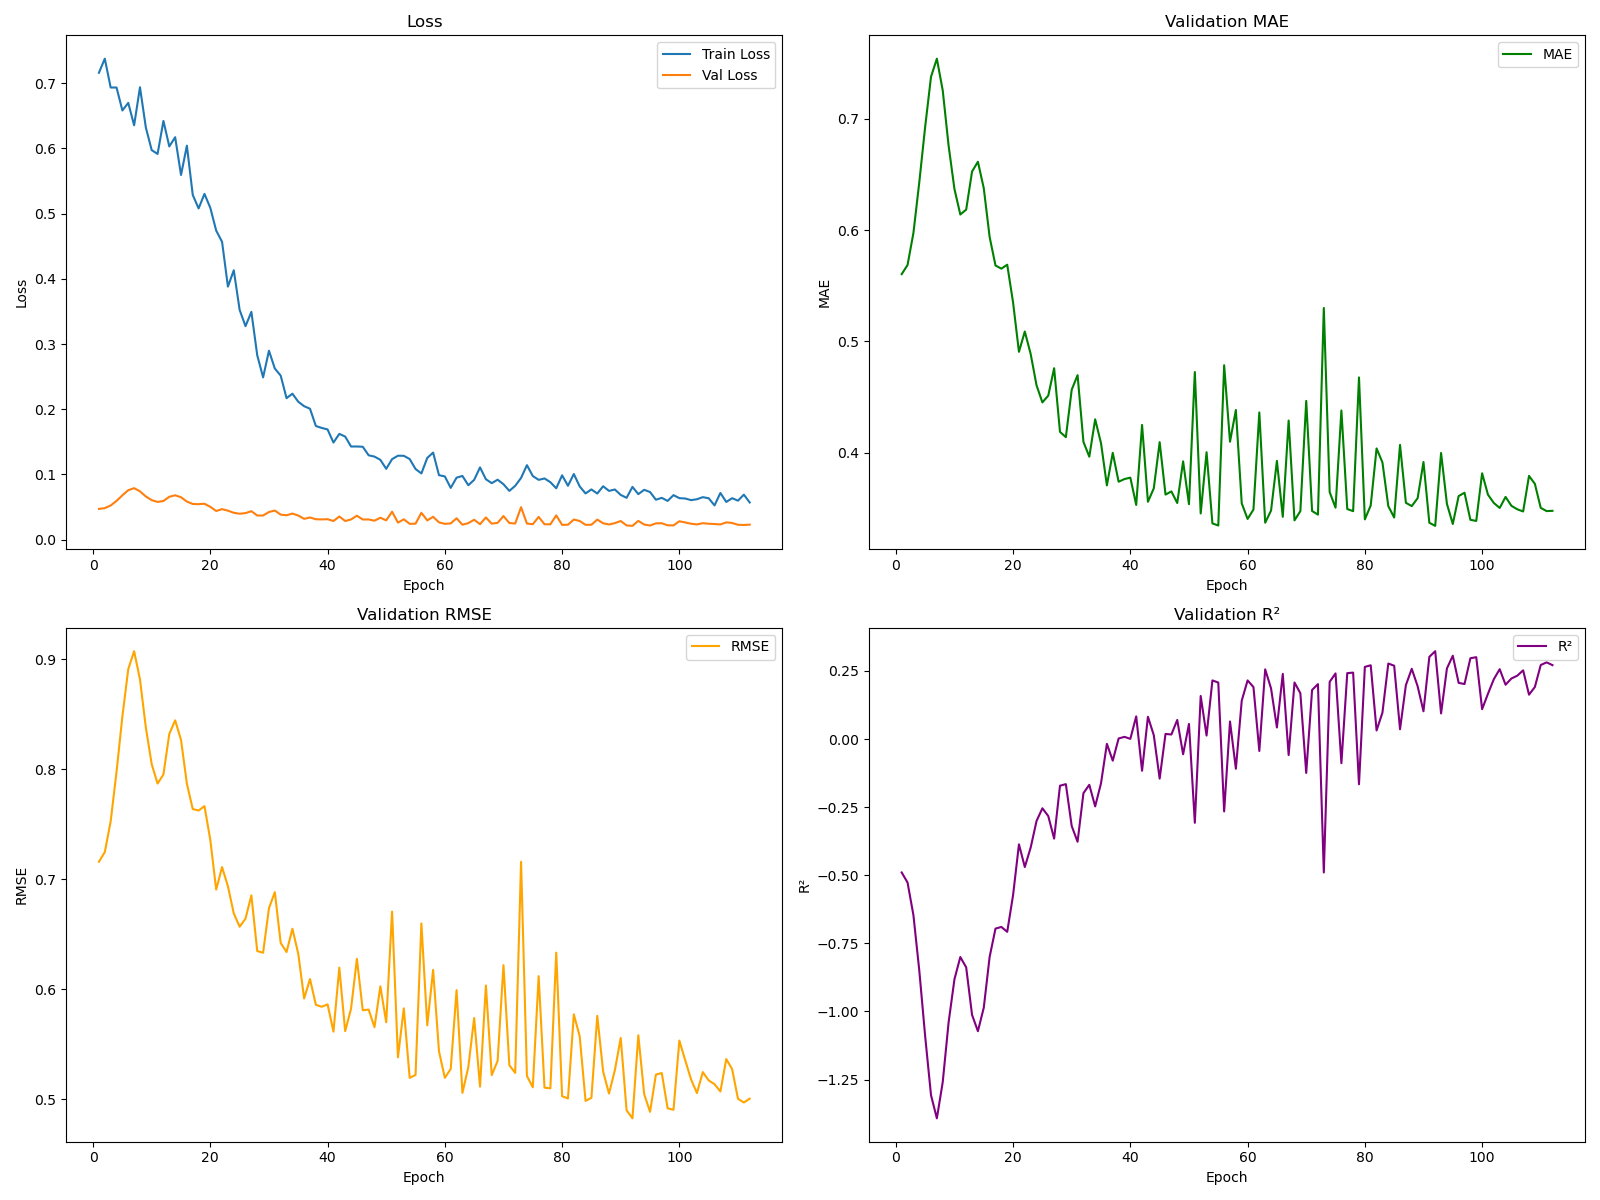 Loss
Train Loss
Val Loss
0.7
0.6
0.5
0.4
0.3
0.2
0.1
0.0
Loss
0 20 40 60 80 100
Epoch
Validation MAE
MAE
0.7
0.6
0.5
0.4
MAE
0 20 40 60 80 100
Epoch
Validation RMSE
RMSE
0.9
0.8
0.7
0.6
0.5
RMSE
0 20 40 60 80 100
Epoch
Validation R²
R²
0.25
0.00
−0.25
−0.50
−0.75
−1.00
−1.25
R²
0 20 40 60 80 100
Epoch